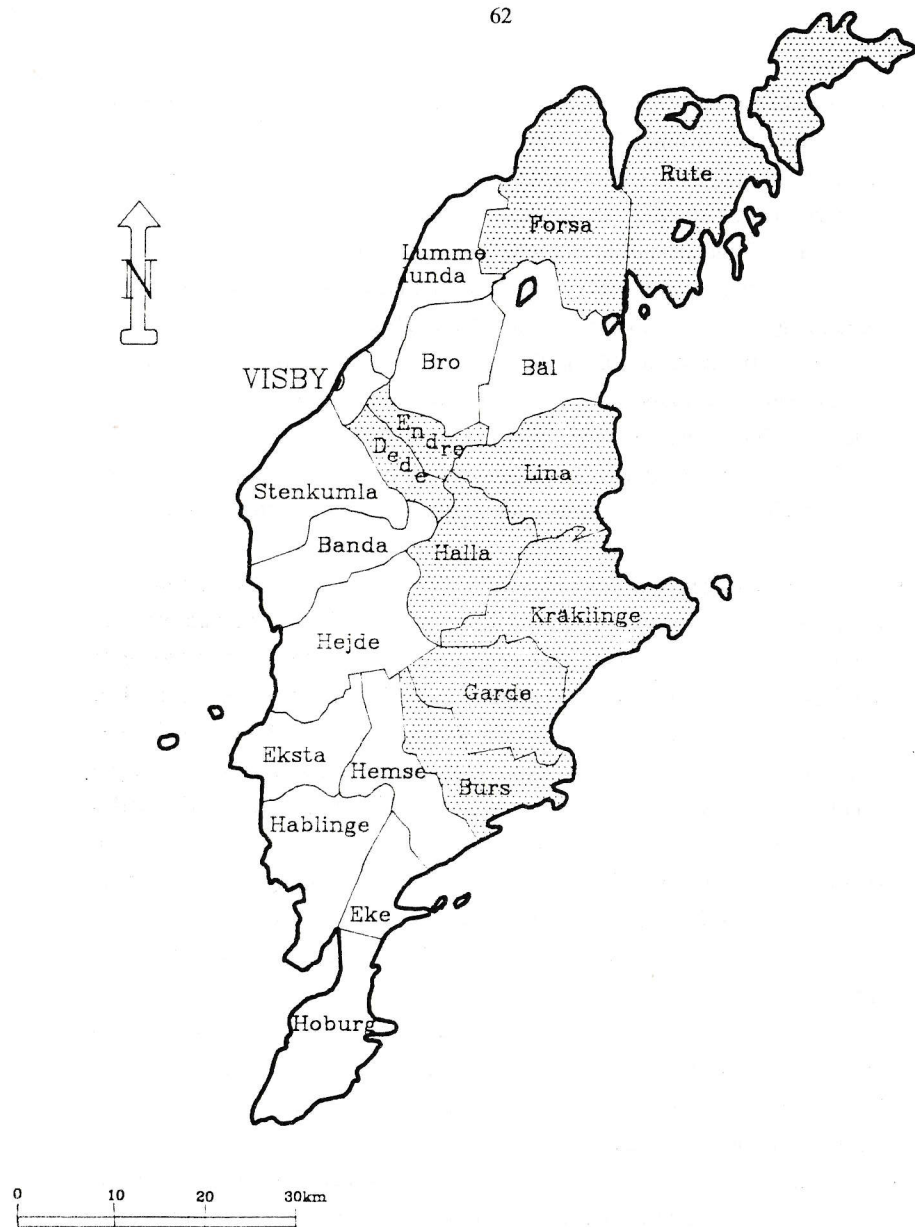 62
Rute
Forsa
Lumme
lunda
Bro
Bäl
VISBY
Endre
Dede
Lina
Stenkumla
Banda
Halla
Kräklinge
Hejde
Garde
Eksta
Hemse
Burs
Hablinge
Eke
Hoburg
N
0 10 20 30km